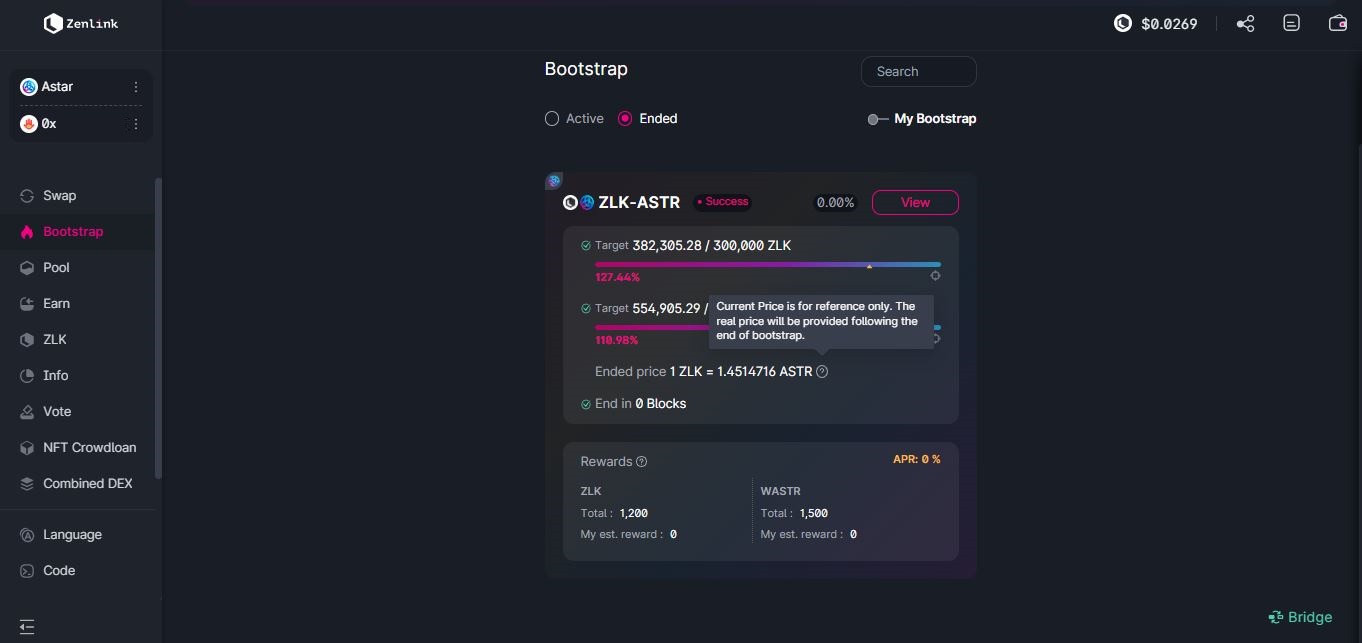 Zenlink
$0.0269
Astar
0x
Swap
Bootstrap
Pool
Earn
ZLK
Info
Vote
NFT Crowdloan
Combined DEX
Language
Code
Bootstrap
Search
Active
Ended
My Bootstrap
ZLK-ASTR
Success
0.00%
View
Target 382,305.28 / 300,000 ZLK
127.44%
Target 554,905.29 /
Current Price is for reference only. The
real price will be provided following the
end of bootstrap.
110.98%
Ended price 1 ZLK = 1.4514716 ASTR
End in 0 Blocks
Rewards
APR: 0 %
ZLK
Total : 1,200
My est. reward : 0
WASTR
Total : 1,500
My est. reward : 0
Bridge